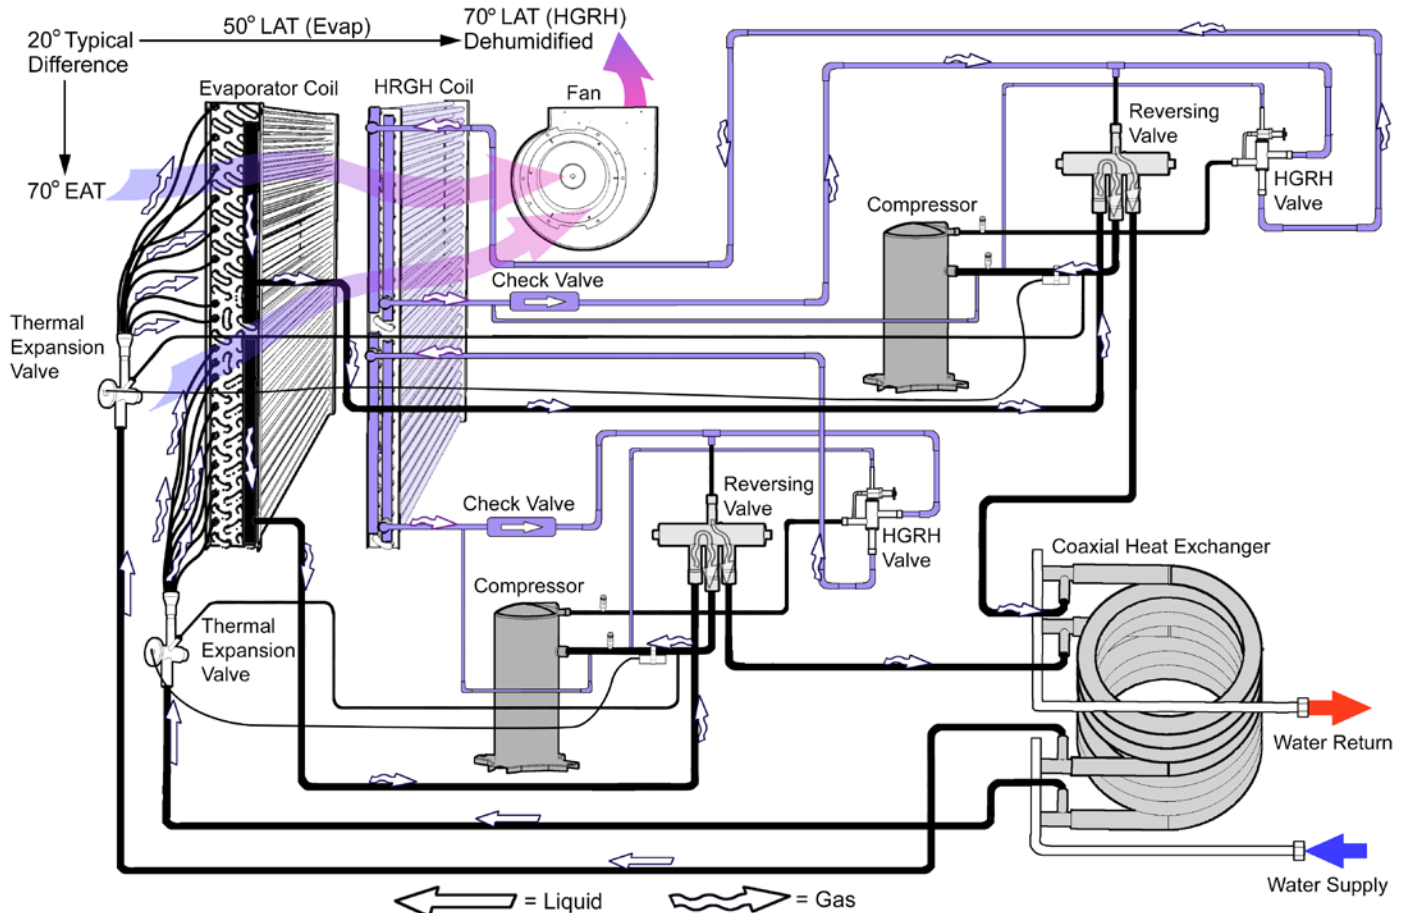 50° LAT (Evap)
70° LAT (HGRH)
Dehumidified
20° Typical
Difference
Evaporator Coil
HRGH Coil
Fan
Reversing
Valve
70° EAT
HGRH
Valve
Compressor
Check Valve
Thermal
Expansion
Valve
Reversing
Valve
Check Valve
HGRH
Valve
Coaxial Heat Exchanger
Compressor
Thermal
Expansion
Valve
Water Return
Water Supply
= Liquid
= Gas